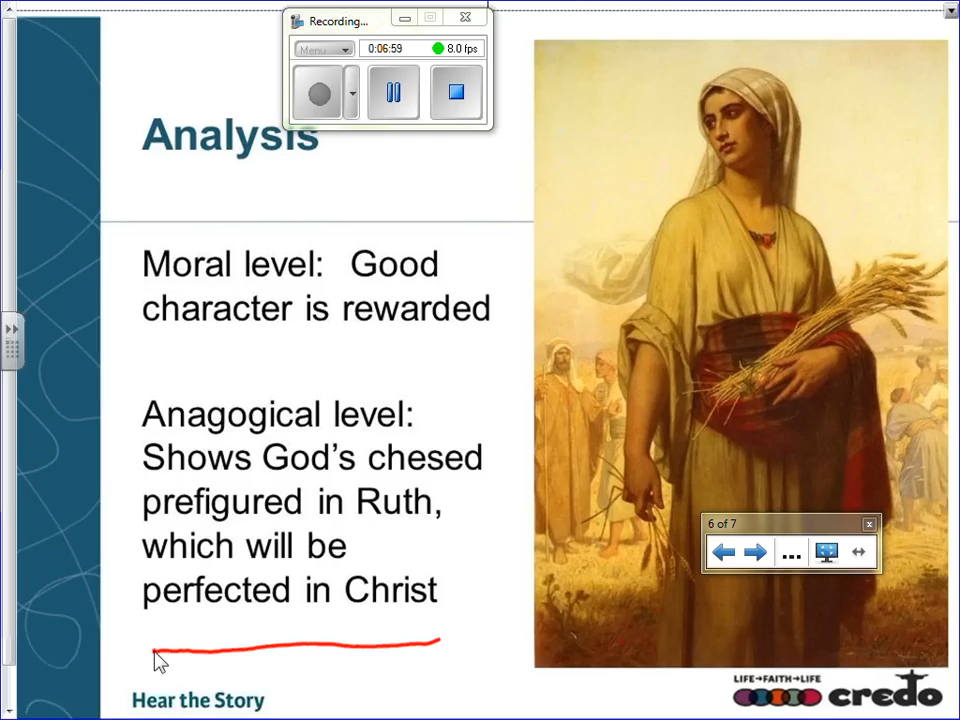 Recording...
Menu
0:06:59
8.0 fps
Analysis
Moral level: Good
character is rewarded
Anagogical level:
Shows God's chesed
prefigured in Ruth,
which will be
perfected in Christ
6 of 7
...
Hear the Story
LIFE→FAITH→LIFE
credo